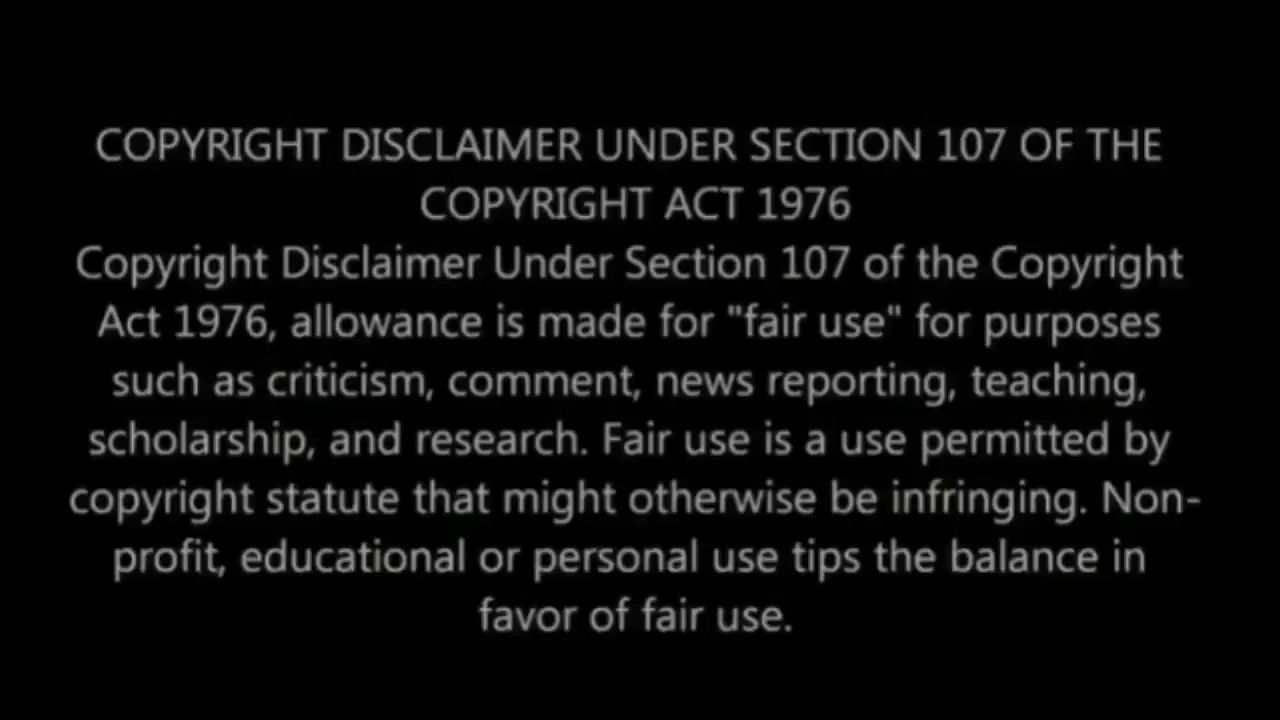 COPYRIGHT DISCLAIMER UNDER SECTION 107 OF THE
COPYRIGHT ACT 1976
Copyright Disclaimer Under Section 107 of the Copyright
Act 1976, allowance is made for "fair use" for purposes
such as criticism, comment, news reporting, teaching,
scholarship, and research. Fair use is a use permitted by
copyright statute that might otherwise be infringing. Non-
profit, educational or personal use tips the balance in
favor of fair use.